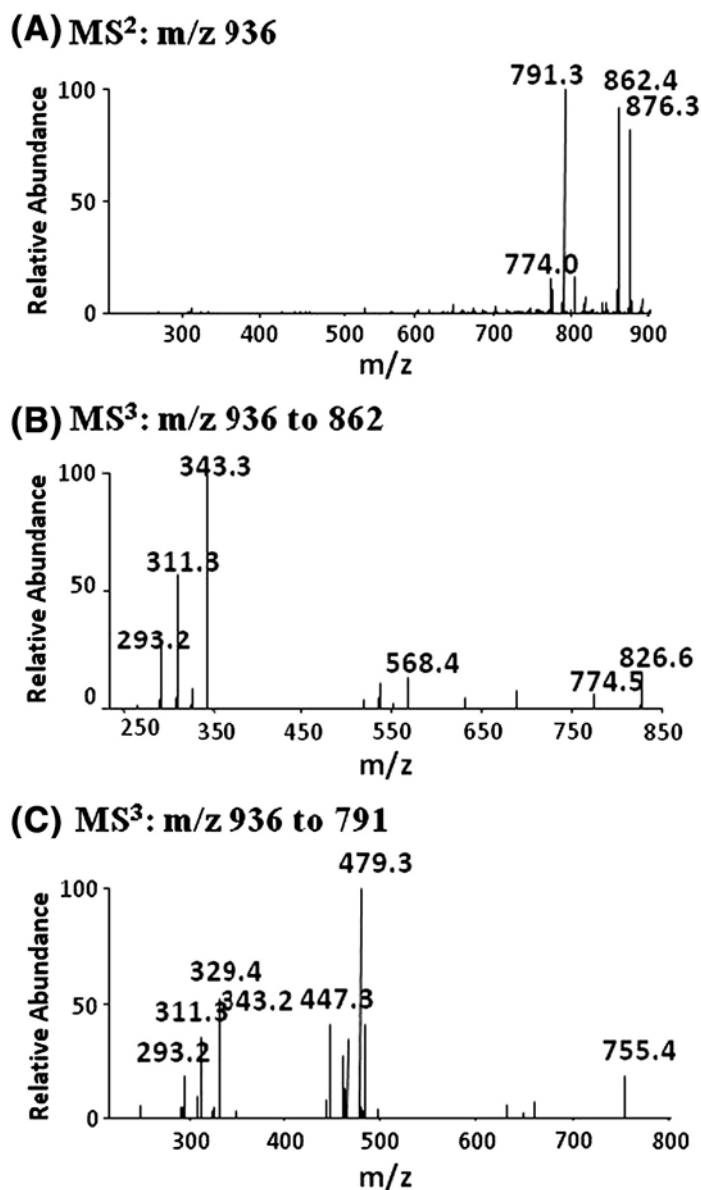 (A) MS²: m/z 936
791.3 862.4
876.3
100
50
0
774.0
Relative Abundance
300 400 500 600 700 800 900
m/z
(B) MS³: m/z 936 to 862
343.3
100
50
0
311.3
293.2
568.4
774.5
826.6
Relative Abundance
250 350 450 550 650 750 850
m/z
(C) MS³: m/z 936 to 791
479.3
100
50
0
329.4
311.3 343.2 447.3
293.2
755.4
Relative Abundance
300 400 500 600 700 800
m/z